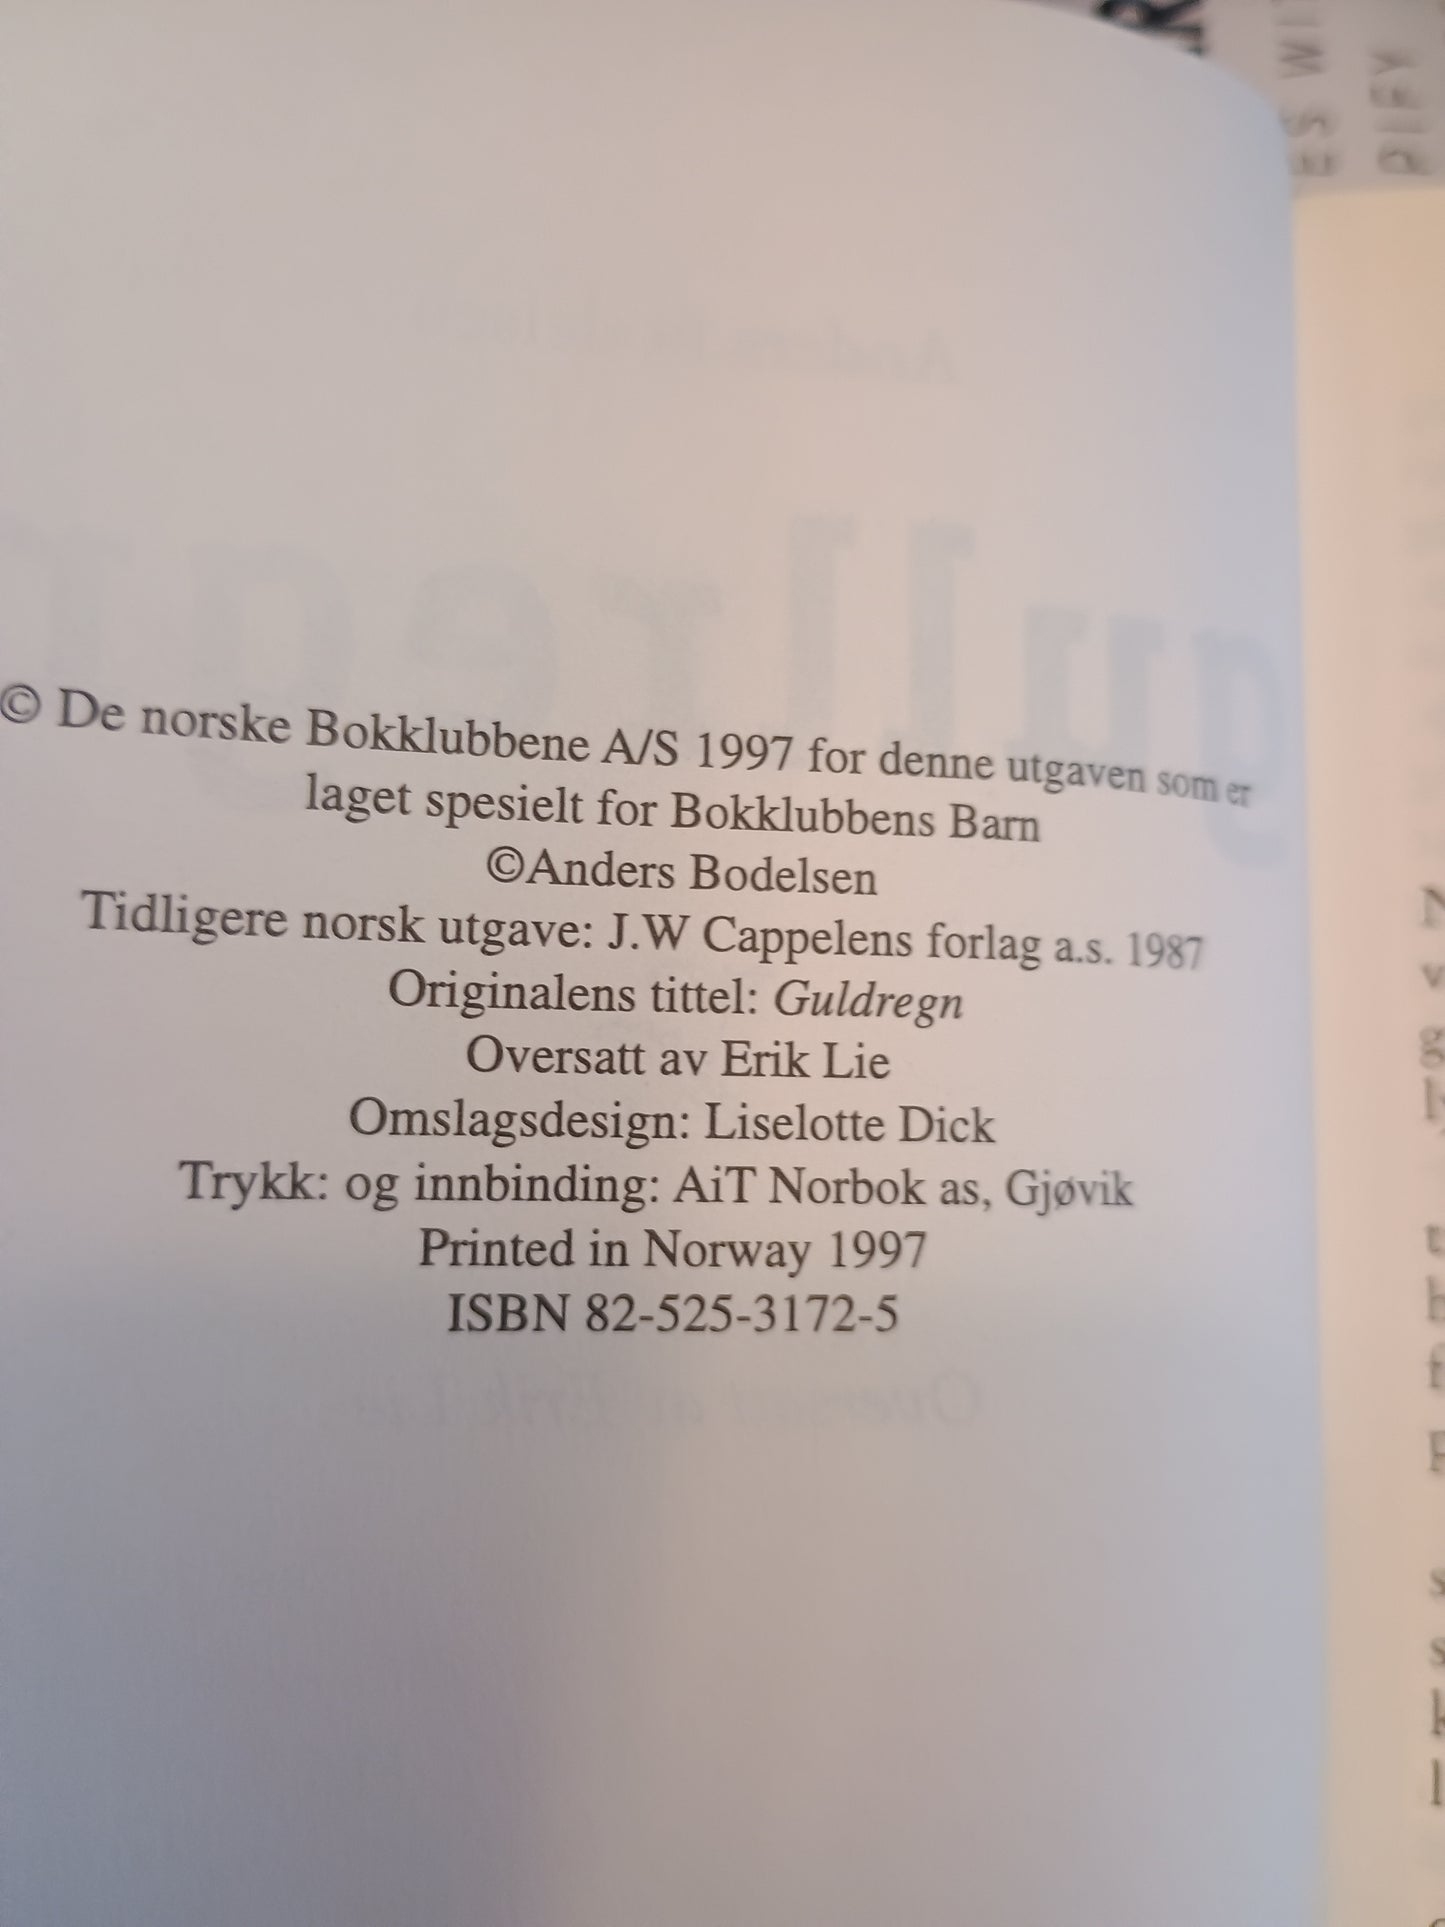 © De norske Bokklubbene A/S 1997 for denne utgaven som er
laget spesielt for Bokklubbens Barn
©Anders Bodelsen
Tidligere norsk utgave: J.W Cappelens forlag a.s. 1987
Originalens tittel: Guldregn
Oversatt av Erik Lie
Omslagsdesign: Liselotte Dick
Trykk: og innbinding: AiT Norbok as, Gjøvik
Printed in Norway 1997
ISBN 82-525-3172-5